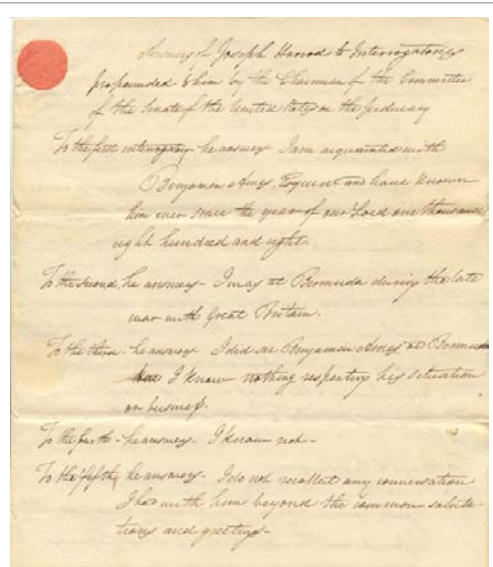 Answers of Joseph Harrod to Interrogatories
propounded to him by the Chairman of the Committee
of the Senate of the United States on the Judiciary
To the first interrogatory he answers I am acquainted with
Benjamin Ames, Esquire and have known
him ever since the year of our Lord one thousand
eight hundred and eight.
To the second, he answers - I was at Bermuda during the late
war with Great Britain.
To the third - he answers I did see Benjamin Ames at Bermuda
but I know nothing respecting his situation
or business.
To the fourth - he answers I know not -
To the fifth, he answers - I do not recollect any conversation
I had with him beyond the common saluta-
tions and greetings -